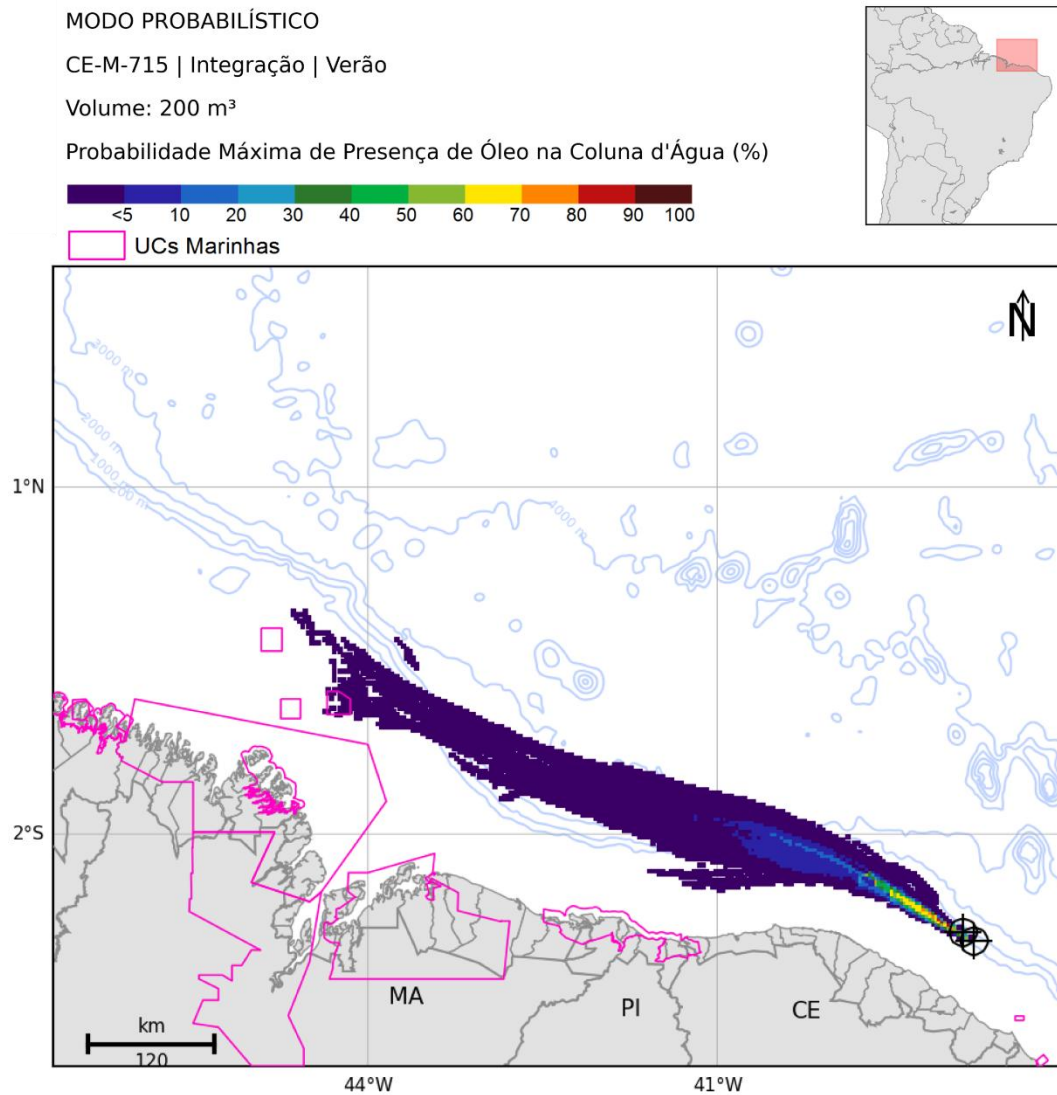 MODO PROBABILÍSTICO
CE-M-715 | Integração | Verão
Volume: 200 m³
Probabilidade Máxima de Presença de Óleo na Coluna d'Água (%)
<5 10 20 30 40 50 60 70 80 90 100
UCs Marinhas
N
3000 m
2000 m
1000 m
200 m
4000 m
1°N
2°S
MA
PI
CE
km
120
44°W
41°W